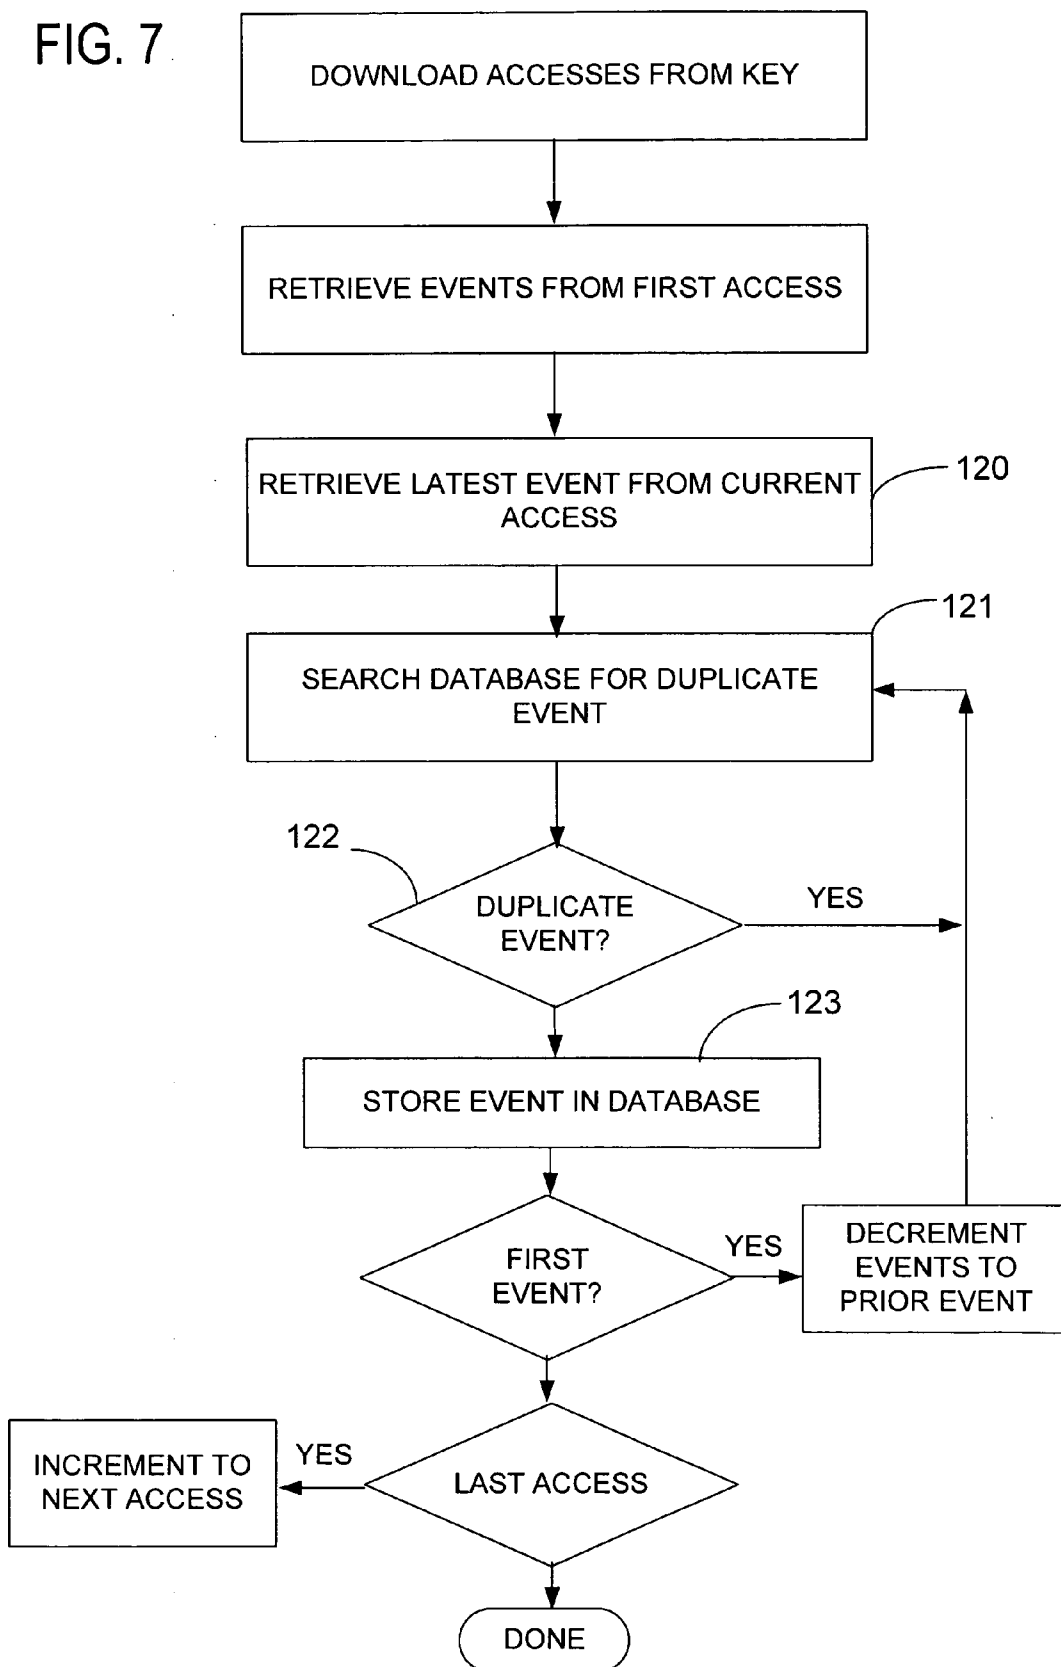 FIG. 7
DOWNLOAD ACCESSES FROM KEY
RETRIEVE EVENTS FROM FIRST ACCESS
RETRIEVE LATEST EVENT FROM CURRENT
ACCESS
120
121
SEARCH DATABASE FOR DUPLICATE
EVENT
122
DUPLICATE
EVENT?
YES
123
STORE EVENT IN DATABASE
FIRST
EVENT?
YES
DECREMENT
EVENTS TO
PRIOR EVENT
INCREMENT TO
NEXT ACCESS
YES
LAST ACCESS
DONE